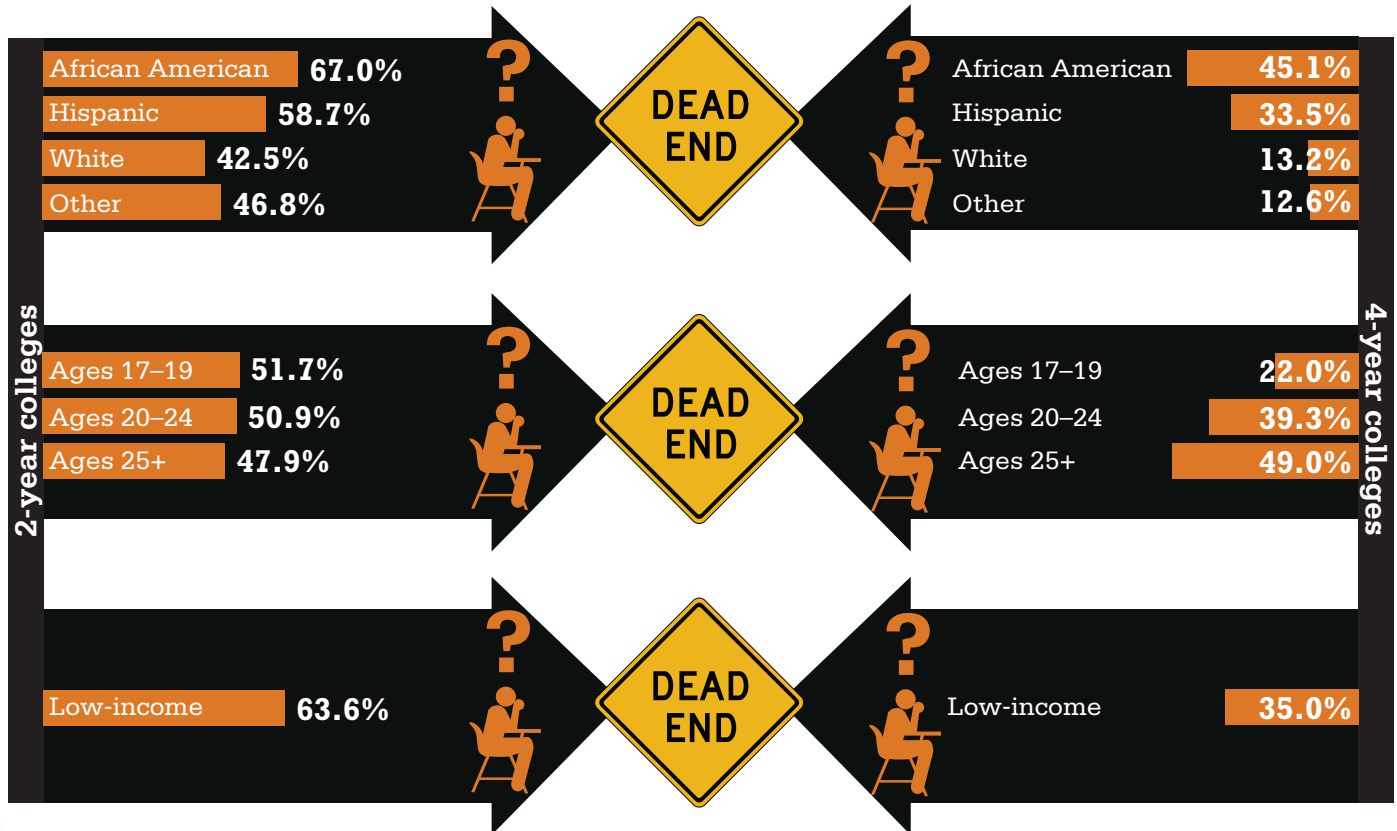 2-year colleges
African American 67.0%
Hispanic 58.7%
White 42.5%
Other 46.8%
?
DEAD
END
?
African American 45.1%
Hispanic 33.5%
White 13.2%
Other 12.6%
4-year colleges
Ages 17–19 51.7%
Ages 20–24 50.9%
Ages 25+ 47.9%
?
DEAD
END
?
Ages 17–19 22.0%
Ages 20–24 39.3%
Ages 25+ 49.0%
Low-income 63.6%
?
DEAD
END
?
Low-income 35.0%